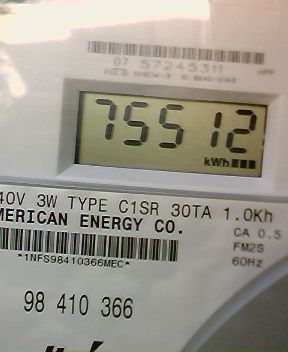 07 57245311
75512
kWh
40V 3W TYPE C1SR 30TA 1.0Kh
MERICAN ENERGY CO.
CA 0.5
FM2S
*1NFS98410366MEC*
60Hz
98 410 366